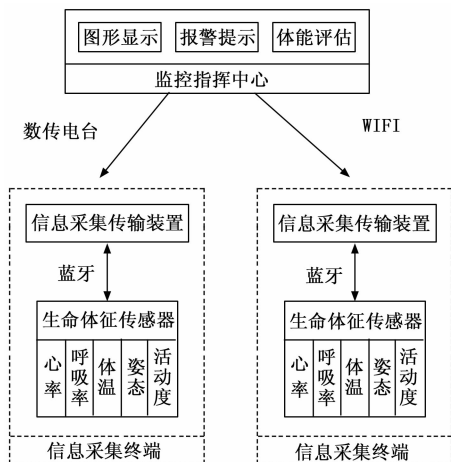 图形显示 报警提示 体能评估
监控指挥中心
数传电台
WIFI
信息采集传输装置
蓝牙
生命体征传感器
心率 呼吸率 体温 姿态 活动度
信息采集终端
信息采集传输装置
蓝牙
生命体征传感器
心率 呼吸率 体温 姿态 活动度
信息采集终端